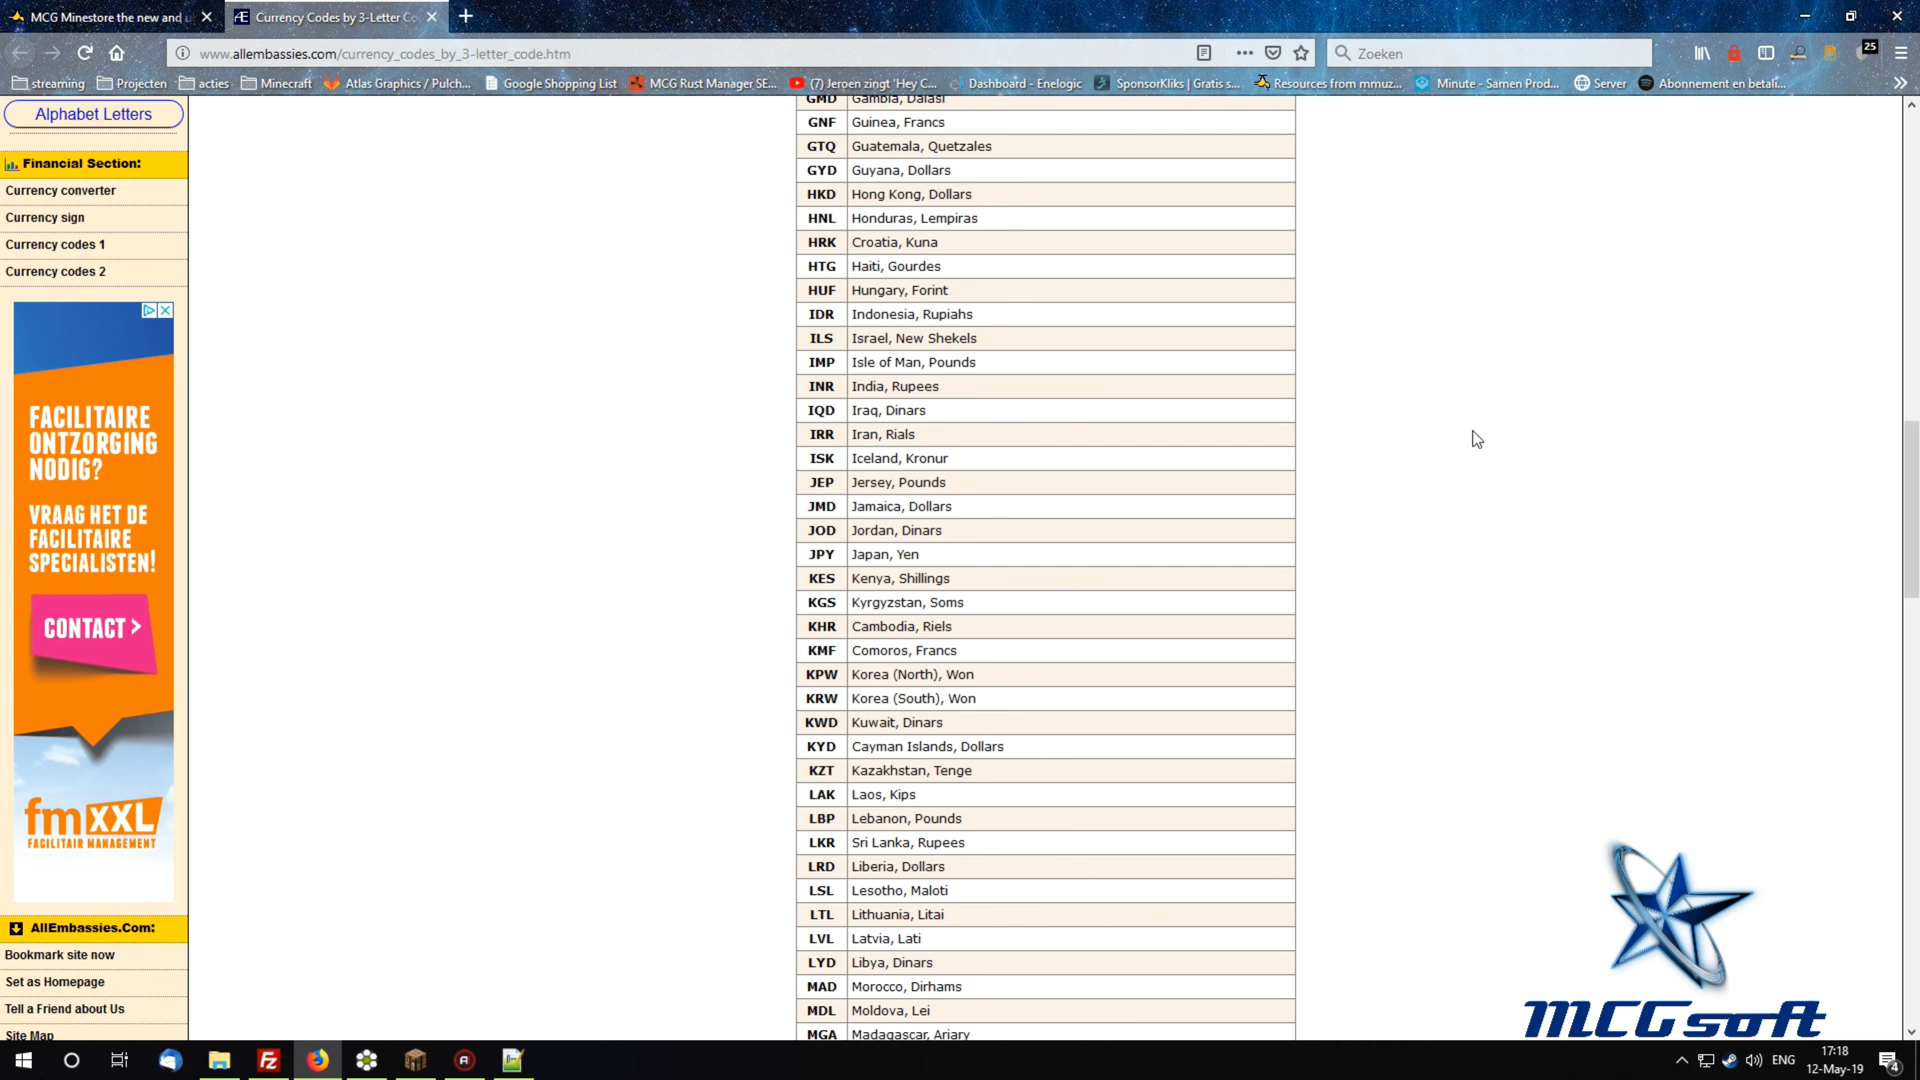 MCG Minestore the new and u
Currency Codes by 3-Letter Co
www.allembassies.com/currency_codes_by_3-letter_code.htm
Zoeken
25
streaming
Projecten
acties
Minecraft
Atlas Graphics / Pulch...
Google Shopping List
MCG Rust Manager SE...
(7) Jeroen zingt 'Hey C...
Dashboard - Enelogic
SponsorKliks | Gratis s...
Resources from mmuz...
Minute - Samen Prod...
Server
Abonnement en betali...
Alphabet Letters
Financial Section:
Currency converter
Currency sign
Currency codes 1
Currency codes 2
FACILITAIRE
ONTZORGING
NODIG?
VRAAG HET DE
FACILITAIRE
SPECIALISTEN!
CONTACT >
fmXXL
FACILITAIR MANAGEMENT
AllEmbassies.Com:
Bookmark site now
Set as Homepage
Tell a Friend about Us
Site Map
GMD Gambia, Dalasi
GNF Guinea, Francs
GTQ Guatemala, Quetzales
GYD Guyana, Dollars
HKD Hong Kong, Dollars
HNL Honduras, Lempiras
HRK Croatia, Kuna
HTG Haiti, Gourdes
HUF Hungary, Forint
IDR Indonesia, Rupiahs
ILS Israel, New Shekels
IMP Isle of Man, Pounds
INR India, Rupees
IQD Iraq, Dinars
IRR Iran, Rials
ISK Iceland, Kronur
JEP Jersey, Pounds
JMD Jamaica, Dollars
JOD Jordan, Dinars
JPY Japan, Yen
KES Kenya, Shillings
KGS Kyrgyzstan, Soms
KHR Cambodia, Riels
KMF Comoros, Francs
KPW Korea (North), Won
KRW Korea (South), Won
KWD Kuwait, Dinars
KYD Cayman Islands, Dollars
KZT Kazakhstan, Tenge
LAK Laos, Kips
LBP Lebanon, Pounds
LKR Sri Lanka, Rupees
LRD Liberia, Dollars
LSL Lesotho, Maloti
LTL Lithuania, Litai
LVL Latvia, Lati
LYD Libya, Dinars
MAD Morocco, Dirhams
MDL Moldova, Lei
MGA Madagascar, Ariary
MCGsoft
ENG
17:18
12-May-19
4